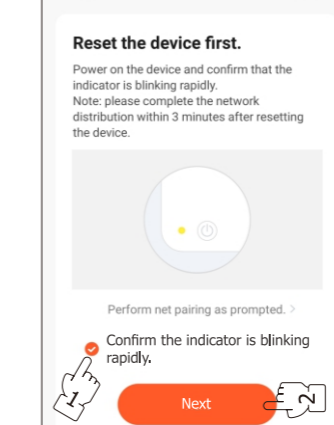 Reset the device first.
Power on the device and confirm that the
indicator is blinking rapidly.
Note: please complete the network
distribution within 3 minutes after resetting
the device.
Perform net pairing as prompted. >
Confirm the indicator is blinking
rapidly.
1
Next
2